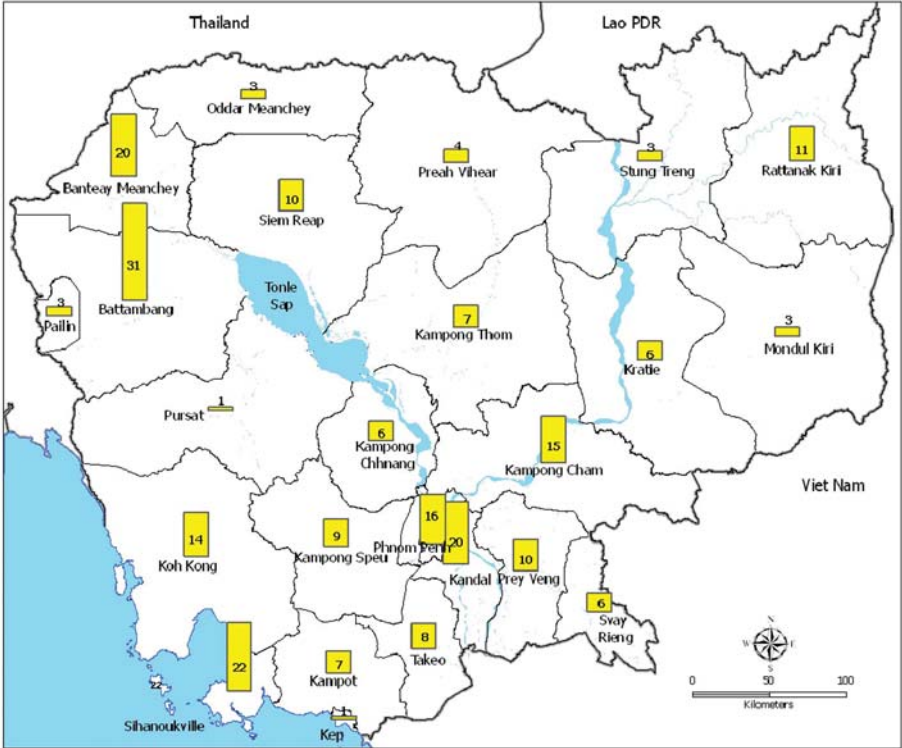 Thailand
Lao PDR
3
Oddar Meanchey
20
Banteay Meanchey
10
Siem Reap
4
Preah Vihear
3
Stung Treng
11
Rattanak Kiri
31
Battambang
3
Pailin
Tonle
Sap
7
Kampong Thom
6
Kratie
3
Mondul Kiri
1
Pursat
6
Kampong
Chhnang
15
Kampong Cham
Viet Nam
14
Koh Kong
9
Kampong Speu
16
Phnom Penh
20
Kandal
10
Prey Veng
6
Svay
Rieng
8
Takeo
7
Kampot
22
22
Sihanoukville
1
Kep
N
W
E
S
0
50
100
Kilometers